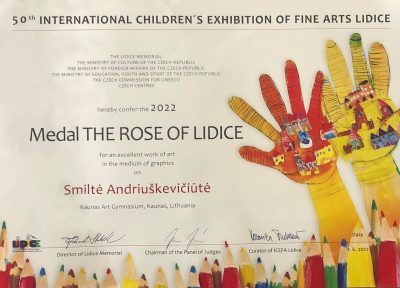 50th INTERNATIONAL CHILDREN´S EXHIBITION OF FINE ARTS LIDICE
THE LIDICE MEMORIAL
THE MINISTRY OF CULTURE OF THE CZECH REPUBLIC
THE MINISTRY OF FOREIGN AFFAIRS OF THE CZECH REPUBLIC
THE MINISTRY OF EDUCATION, YOUTH AND SPORT OF THE CZECH REPUBLIC
THE CZECH COMMISSION FOR UNESCO
CZECH CENTRES
hereby confer the 2022
Medal THE ROSE OF LIDICE
for an excellent work of art
in the medium of graphics
on
Smiltė Andriuškevičiūtė
Kaunas Art Gymnasium, Kaunas, Lithuania
LIDICE
Director of Lidice Memorial
Chairman of the Panel of Judges
Curator of ICEFA Lidice
Date